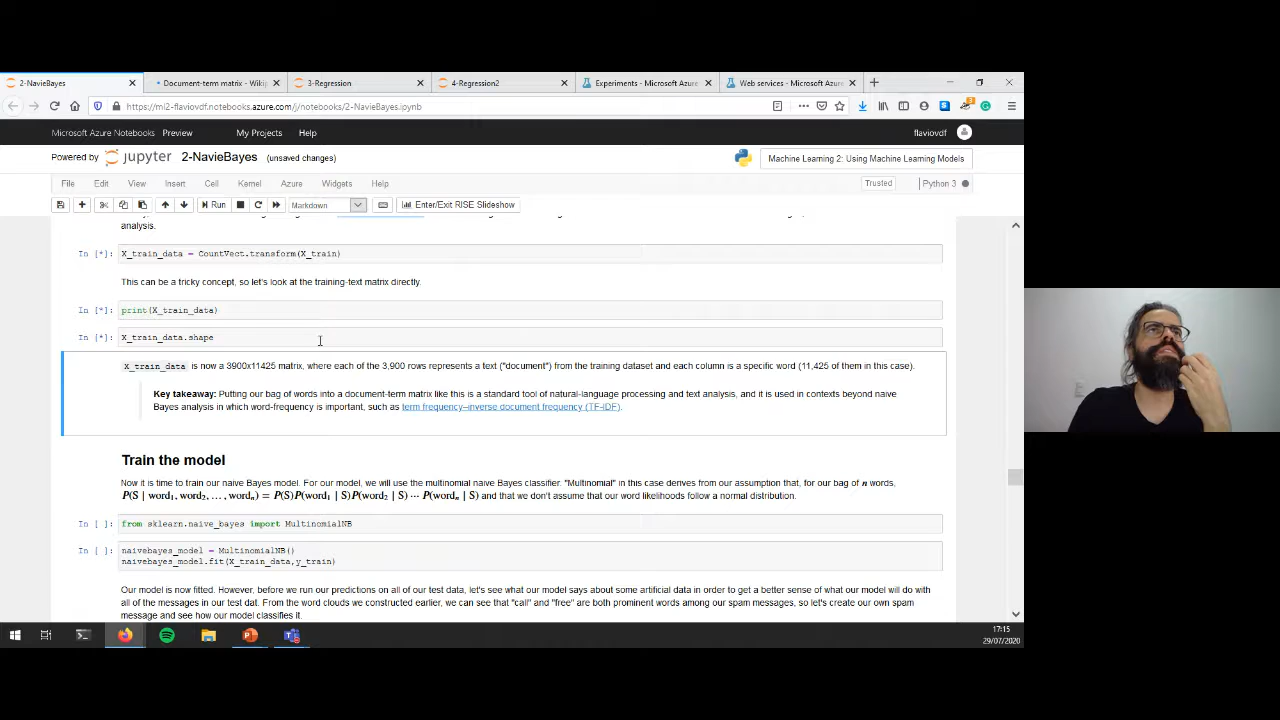 2-NavieBayes
Document-term matrix - Wikip
3-Regression
4-Regression2
Experiments - Microsoft Azure
Web services - Microsoft Azure
https://ml2-flaviovdf.notebooks.azure.com/j/notebooks/2-NavieBayes.ipynb
Microsoft Azure Notebooks Preview My Projects Help flaviovdf
Powered by jupyter 2-NavieBayes (unsaved changes) Machine Learning 2: Using Machine Learning Models
File Edit View Insert Cell Kernel Azure Widgets Help Trusted Python 3
Run Markdown Enter/Exit RISE Slideshow
analysis.
In [*]: X_train_data = CountVect.transform(X_train)
This can be a tricky concept, so let's look at the training-text matrix directly.
In [*]: print(X_train_data)
In [*]: X_train_data.shape
X_train_data is now a 3900x11425 matrix, where each of the 3,900 rows represents a text ("document") from the training dataset and each column is a specific word (11,425 of them in this case).
Key takeaway: Putting our bag of words into a document-term matrix like this is a standard tool of natural-language processing and text analysis, and it is used in contexts beyond naive
Bayes analysis in which word-frequency is important, such as term frequency–inverse document frequency (TF-IDF).
Train the model
Now it is time to train our naive Bayes model. For our model, we will use the multinomial naive Bayes classifier. "Multinomial" in this case derives from our assumption that, for our bag of n words,
P(S | word₁, word₂, …, wordₙ) = P(S)P(word₁ | S)P(word₂ | S) ⋯ P(wordₙ | S) and that we don't assume that our word likelihoods follow a normal distribution.
In [ ]: from sklearn.naive_bayes import MultinomialNB
In [ ]: naivebayes_model = MultinomialNB()
naivebayes_model.fit(X_train_data,y_train)
Our model is now fitted. However, before we run our predictions on all of our test data, let's see what our model says about some artificial data in order to get a better sense of what our model will do with
all of the messages in our test dat. From the word clouds we constructed earlier, we can see that "call" and "free" are both prominent words among our spam messages, so let's create our own spam
message and see how our model classifies it.
17:15
29/07/2020